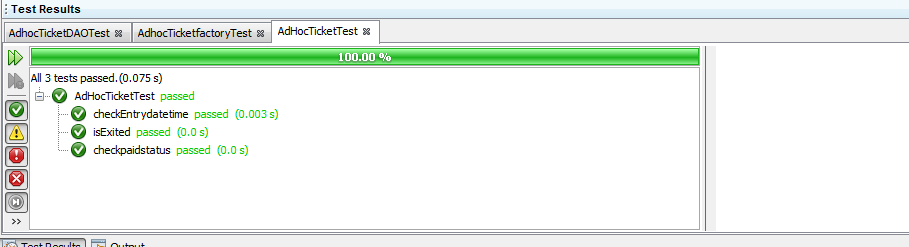 Test Results
AdhocTicketDAOTest
AdhocTicketfactoryTest
AdHocTicketTest
100.00 %
All 3 tests passed.(0.075 s)
AdHocTicketTest passed
checkEntrydatetime passed (0.003 s)
isExited passed (0.0 s)
checkpaidstatus passed (0.0 s)
>>
Test Results
Output